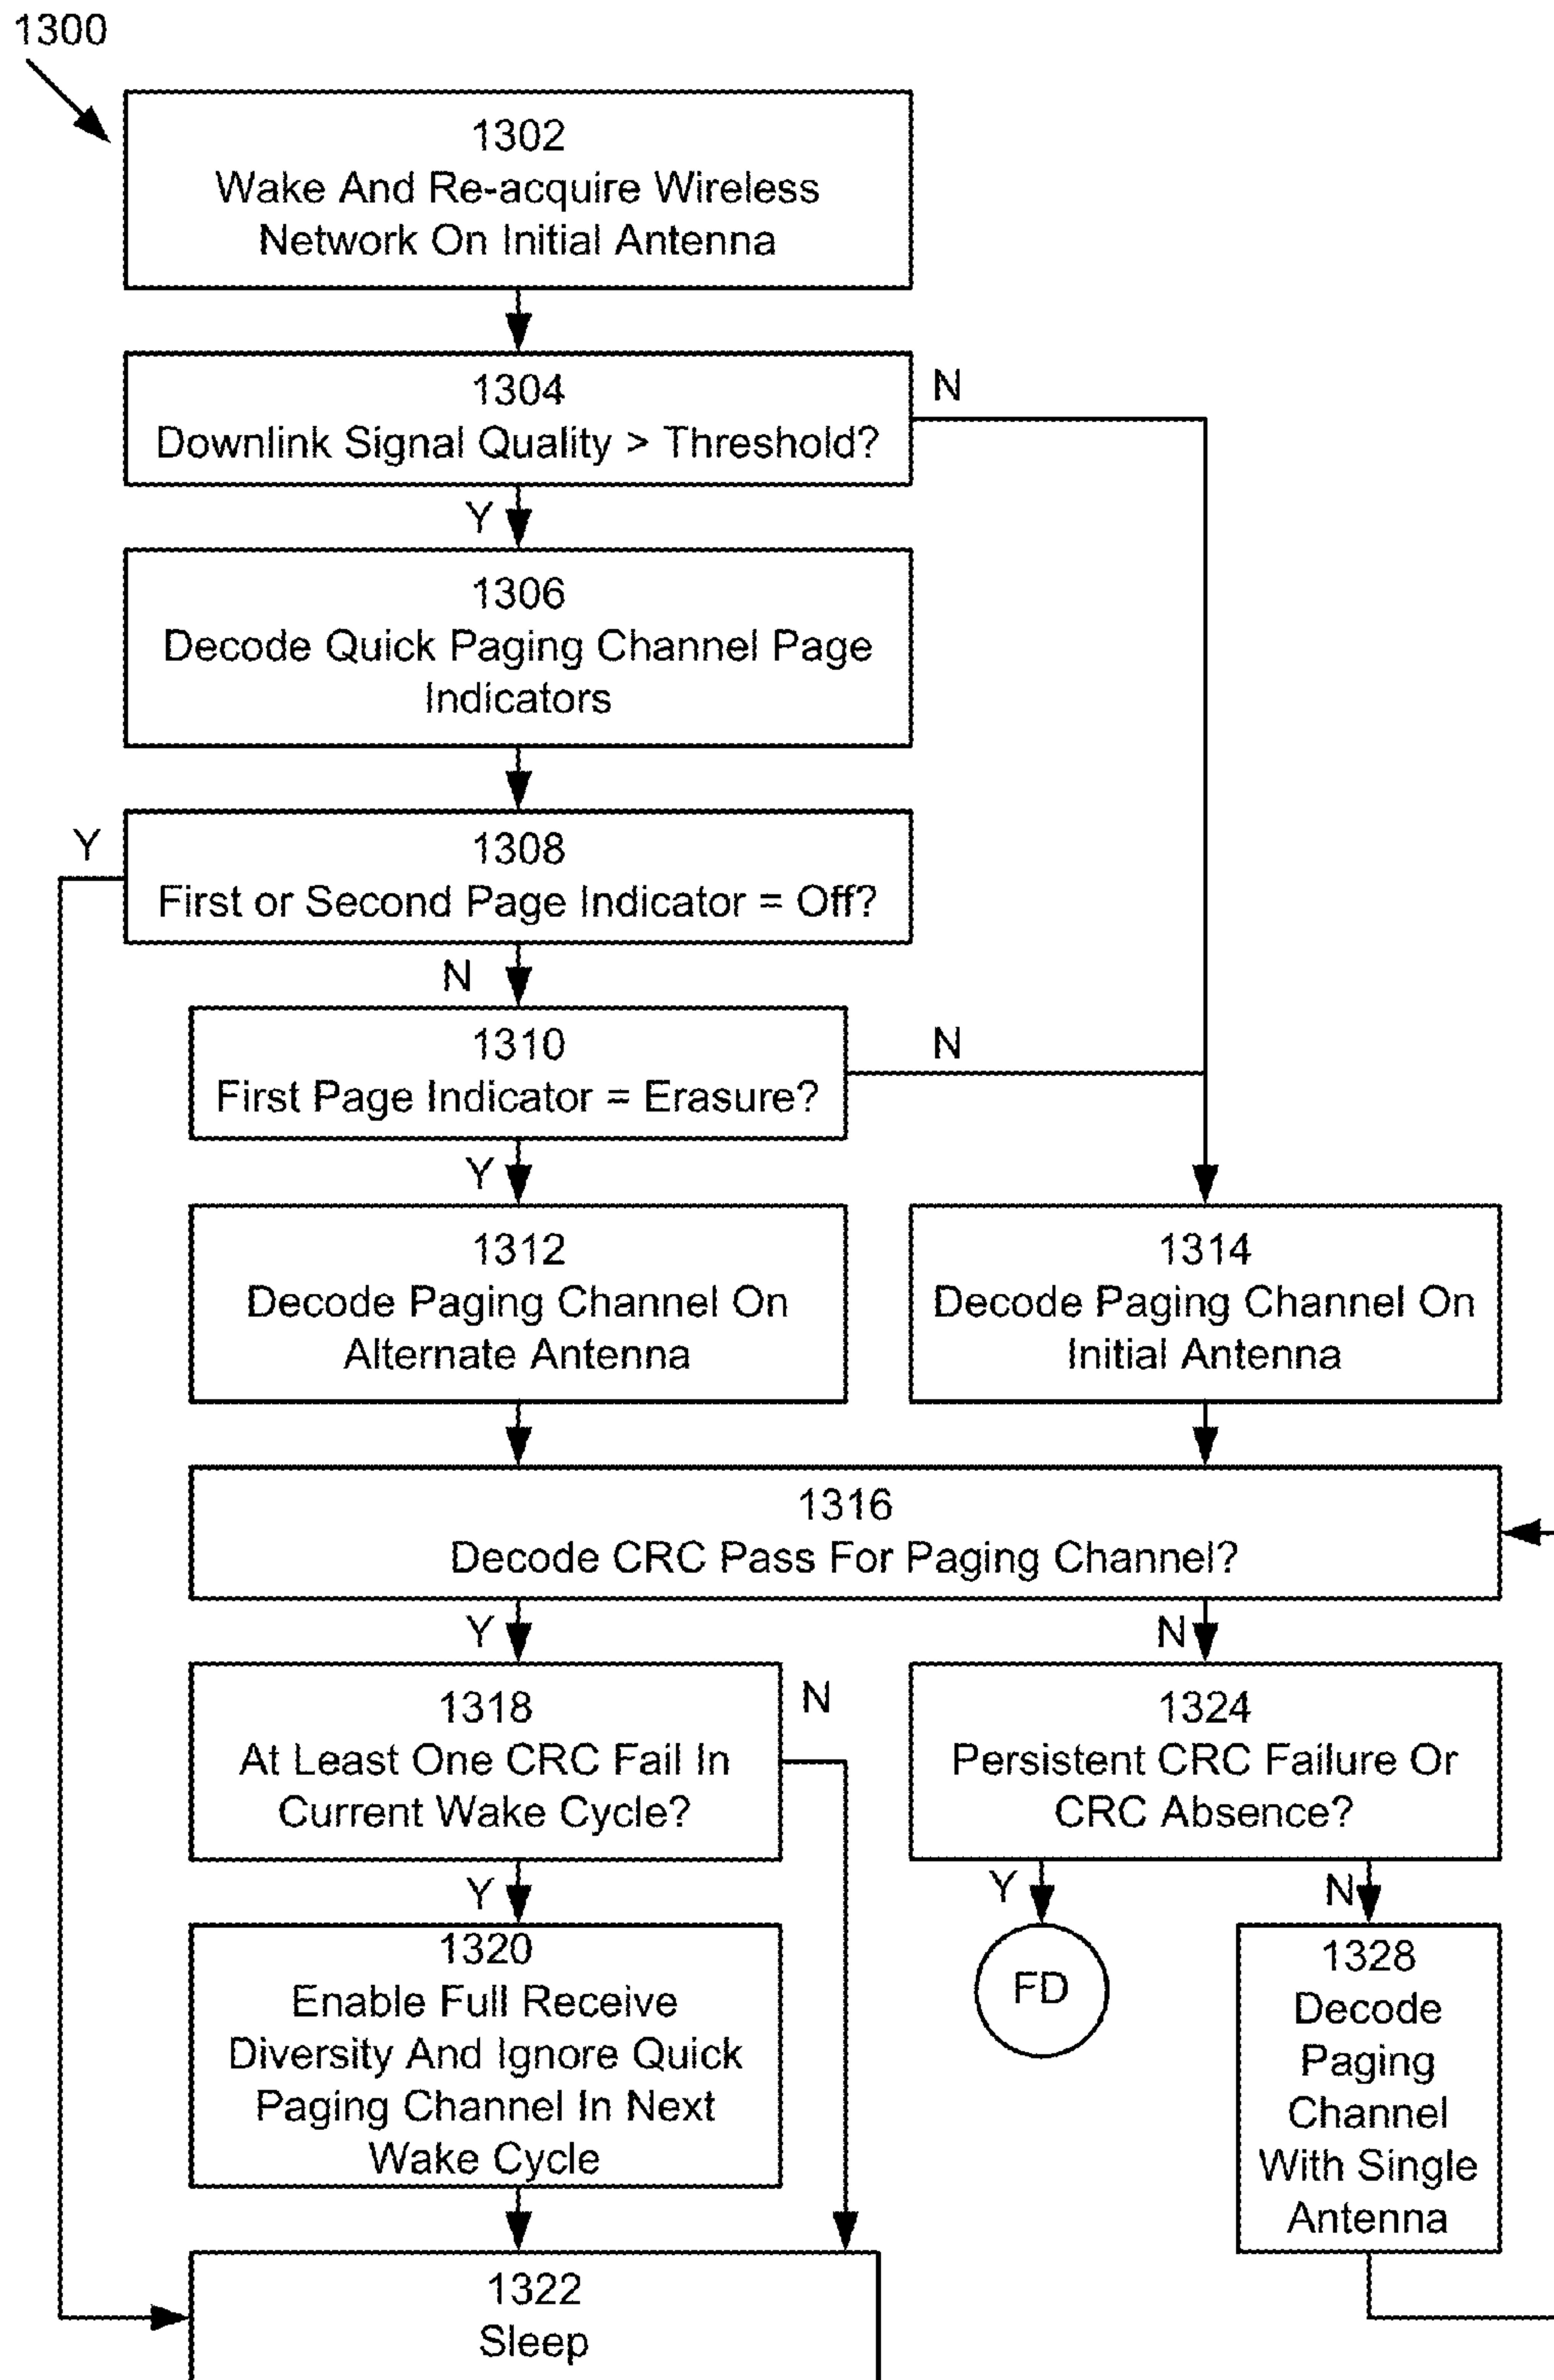 1300
1302
Wake And Re-acquire Wireless
Network On Initial Antenna
1304
Downlink Signal Quality > Threshold?
N
Y
1306
Decode Quick Paging Channel Page
Indicators
Y
1308
First or Second Page Indicator = Off?
N
1310
First Page Indicator = Erasure?
N
Y
1312
Decode Paging Channel On
Alternate Antenna
1314
Decode Paging Channel On
Initial Antenna
1316
Decode CRC Pass For Paging Channel?
Y
N
1318
At Least One CRC Fail In
Current Wake Cycle?
N
1324
Persistent CRC Failure Or
CRC Absence?
Y
Y
N
1320
Enable Full Receive
Diversity And Ignore Quick
Paging Channel In Next
Wake Cycle
FD
1328
Decode
Paging
Channel
With Single
Antenna
1322
Sleep